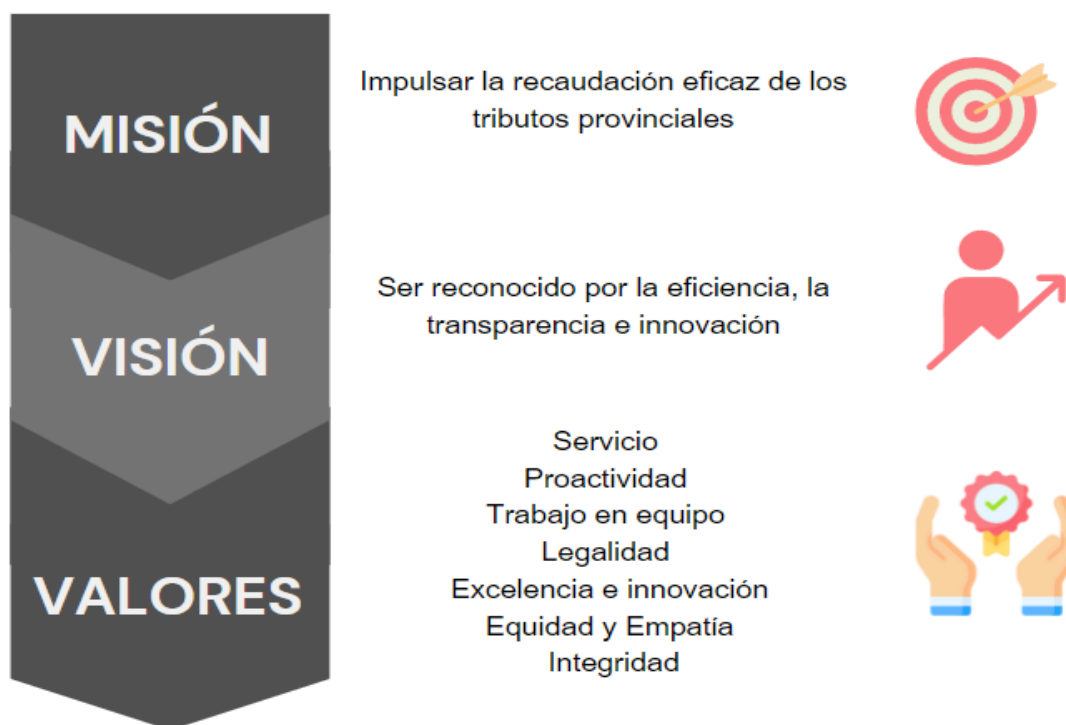 MISIÓN
Impulsar la recaudación eficaz de los
tributos provinciales
VISIÓN
Ser reconocido por la eficiencia, la
transparencia e innovación
VALORES
Servicio
Proactividad
Trabajo en equipo
Legalidad
Excelencia e innovación
Equidad y Empatía
Integridad